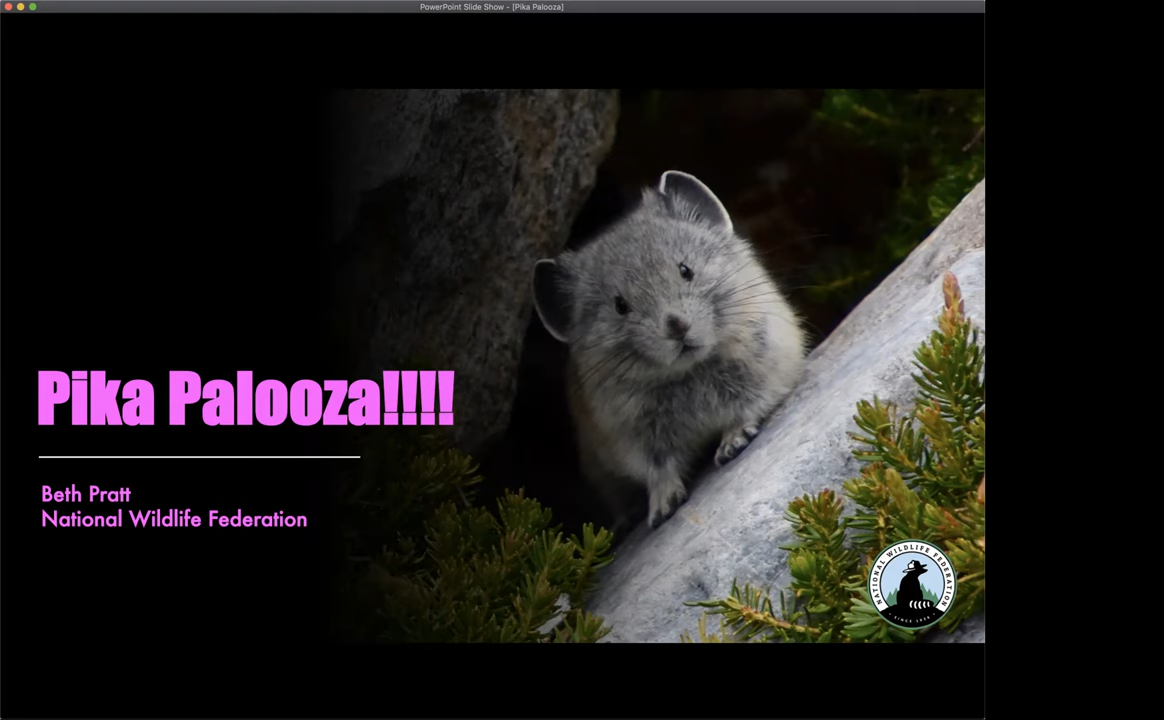 PowerPoint Slide Show - [Pika Palooza]
Pika Palooza!!!!
Beth Pratt
National Wildlife Federation
NATIONAL WILDLIFE FEDERATION